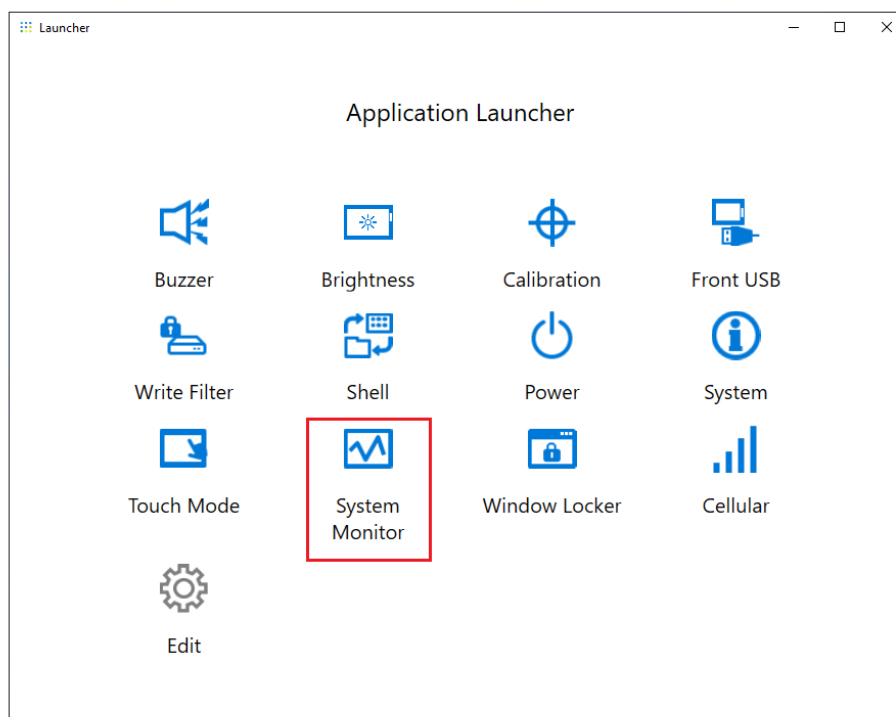 Launcher
Application Launcher
Buzzer
Brightness
Calibration
Front USB
Write Filter
Shell
Power
System
Touch Mode
System
Monitor
Window Locker
Cellular
Edit